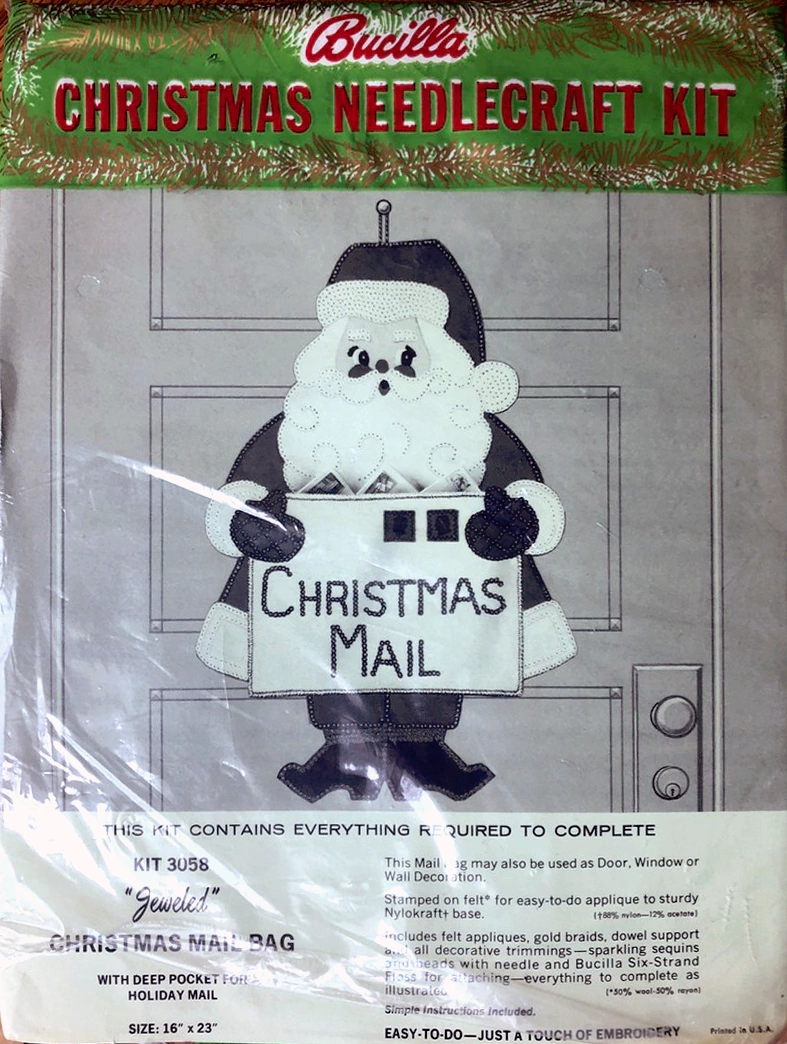 Bucilla
CHRISTMAS NEEDLECRAFT KIT
CHRISTMAS
MAIL
THIS KIT CONTAINS EVERYTHING REQUIRED TO COMPLETE
KIT 3058
"Jeweled"
CHRISTMAS MAIL BAG
WITH DEEP POCKET FOR
HOLIDAY MAIL
SIZE: 16" x 23"
This Mail Bag may also be used as Door, Window or
Wall Decoration.
Stamped on felt* for easy-to-do applique to sturdy
Nylokraft† base. (†88% nylon—12% acetate)
Includes felt appliques, gold braids, dowel support
and all decorative trimmings—sparkling sequins
and beads with needle and Bucilla Six-Strand
Floss for attaching—everything to complete as
illustrated. (*50% wool-50% rayon)
Simple instructions included.
EASY-TO-DO—JUST A TOUCH OF EMBROIDERY
Printed in U.S.A.